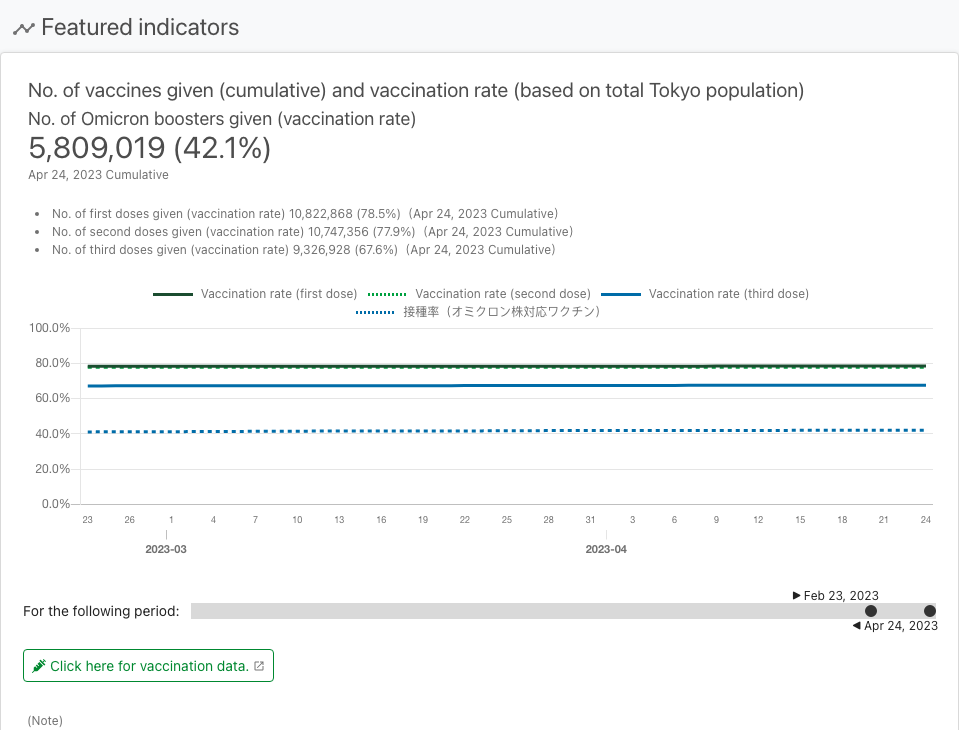 Featured indicators
No. of vaccines given (cumulative) and vaccination rate (based on total Tokyo population)
No. of Omicron boosters given (vaccination rate)
5,809,019 (42.1%)
Apr 24, 2023 Cumulative
• No. of first doses given (vaccination rate) 10,822,868 (78.5%) (Apr 24, 2023 Cumulative)
• No. of second doses given (vaccination rate) 10,747,356 (77.9%) (Apr 24, 2023 Cumulative)
• No. of third doses given (vaccination rate) 9,326,928 (67.6%) (Apr 24, 2023 Cumulative)
Vaccination rate (first dose) Vaccination rate (second dose) Vaccination rate (third dose)
接種率（オミクロン株対応ワクチン）
100.0%
80.0%
60.0%
40.0%
20.0%
0.0%
23 26 1 4 7 10 13 16 19 22 25 28 31 3 6 9 12 15 18 21 24
2023-03 2023-04
▶ Feb 23, 2023
For the following period:
◀ Apr 24, 2023
Click here for vaccination data.
(Note)